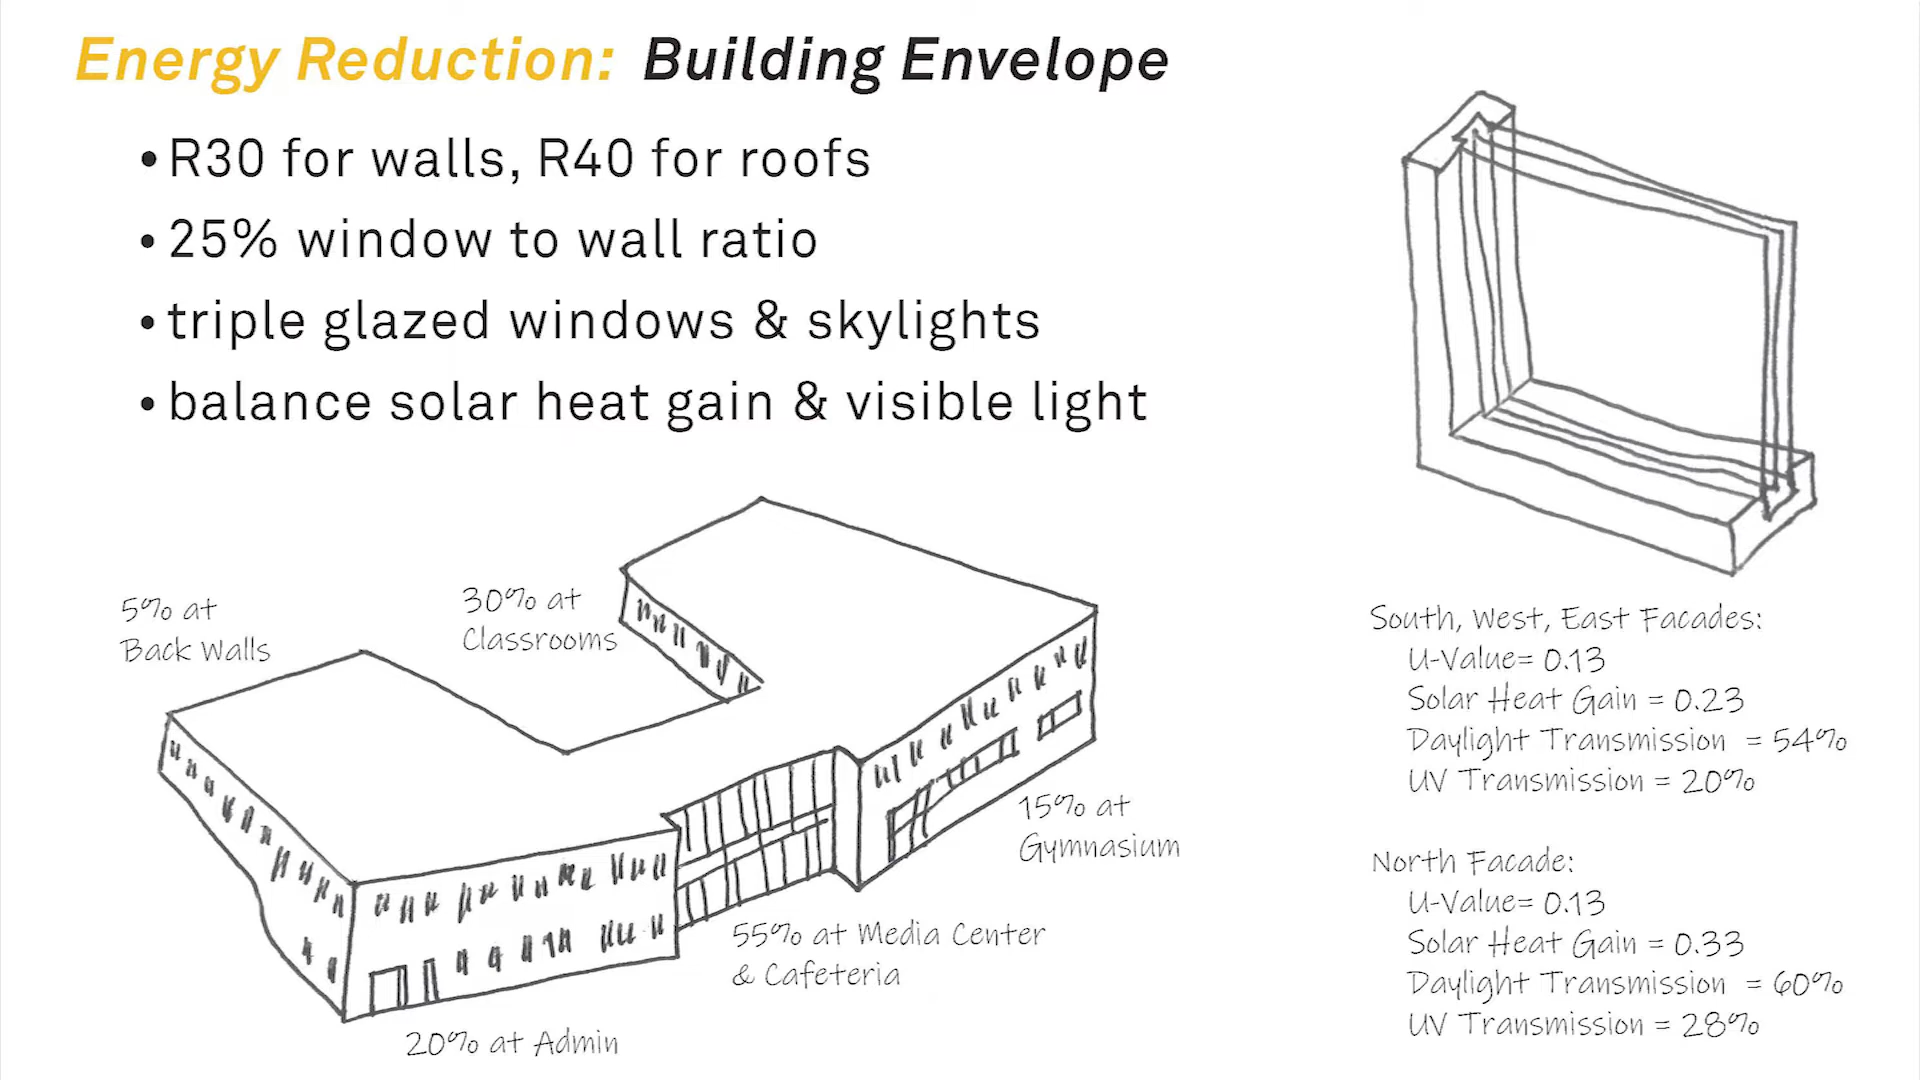 Energy Reduction: Building Envelope
• R30 for walls, R40 for roofs
• 25% window to wall ratio
• triple glazed windows & skylights
• balance solar heat gain & visible light
5% at
Back Walls
30% at
Classrooms
15% at
Gymnasium
55% at Media Center
& Cafeteria
20% at Admin
South, West, East Facades:
U-Value= 0.13
Solar Heat Gain = 0.23
Daylight Transmission = 54%
UV Transmission = 20%
North Facade:
U-Value= 0.13
Solar Heat Gain = 0.33
Daylight Transmission = 60%
UV Transmission = 28%